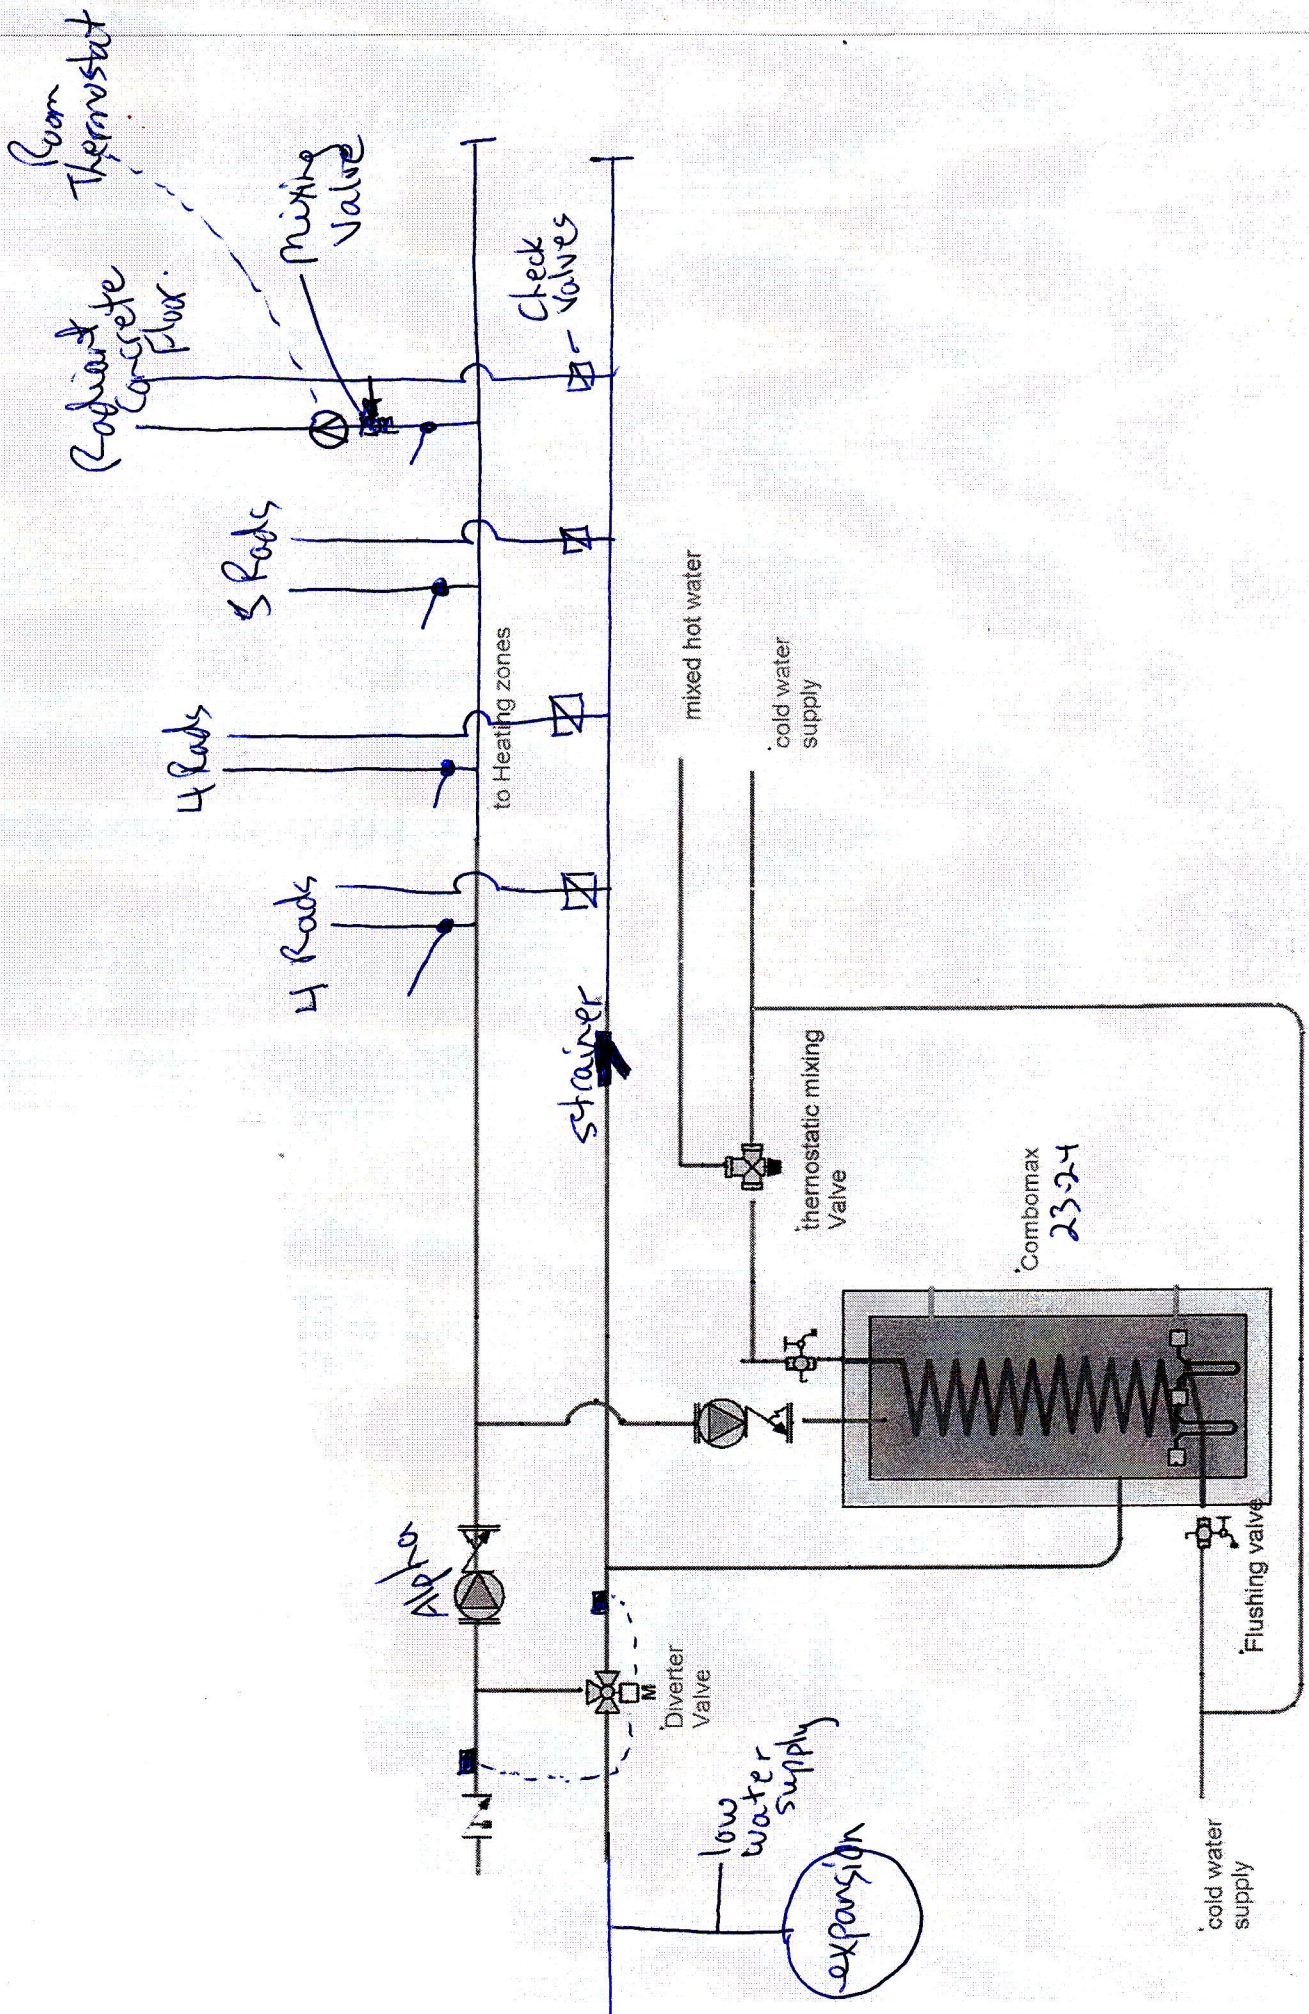 Room
Thermostat
Radiant
Concrete
Floor.
Mixing
Valve
Check
Valves
3 Rads
4 Rads
4 Rads
to Heating zones
strainer
mixed hot water
cold water
supply
thernostatic mixing
Valve
Combomax
23-24
Diverter
Valve
low
water
supply
expansion
Flushing valve
cold water
supply
M